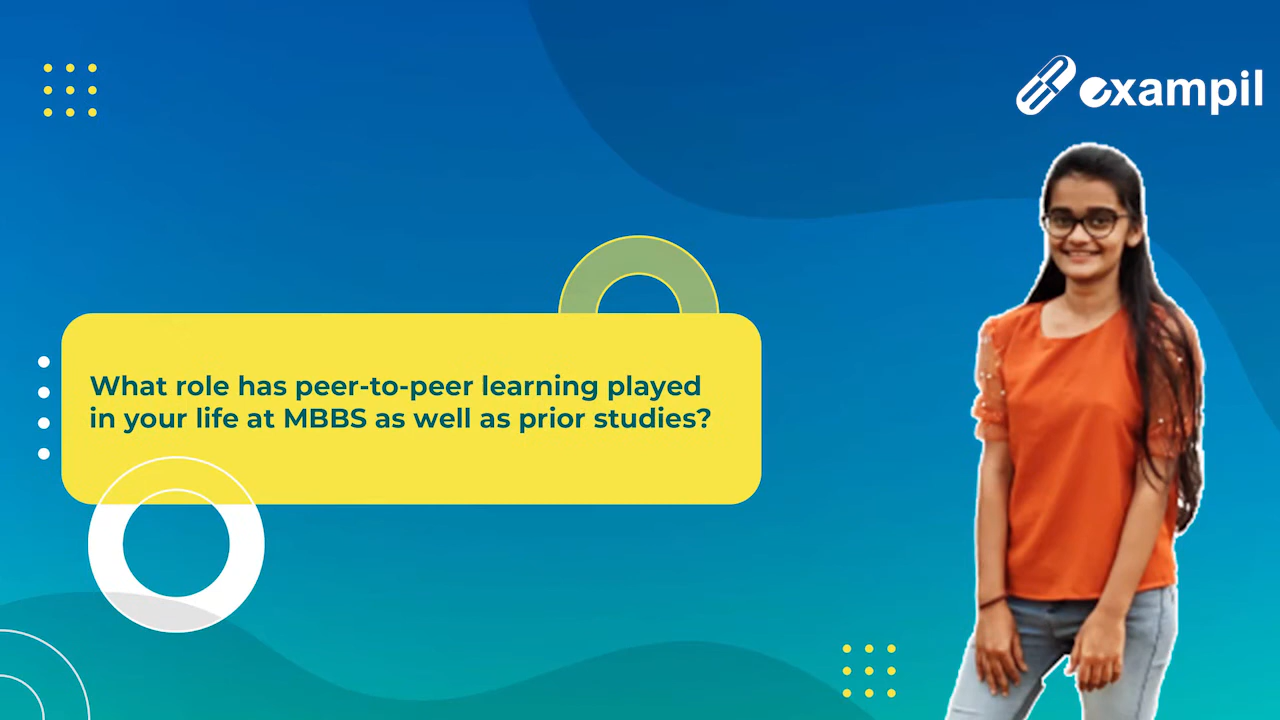 exampil
What role has peer-to-peer learning played
in your life at MBBS as well as prior studies?